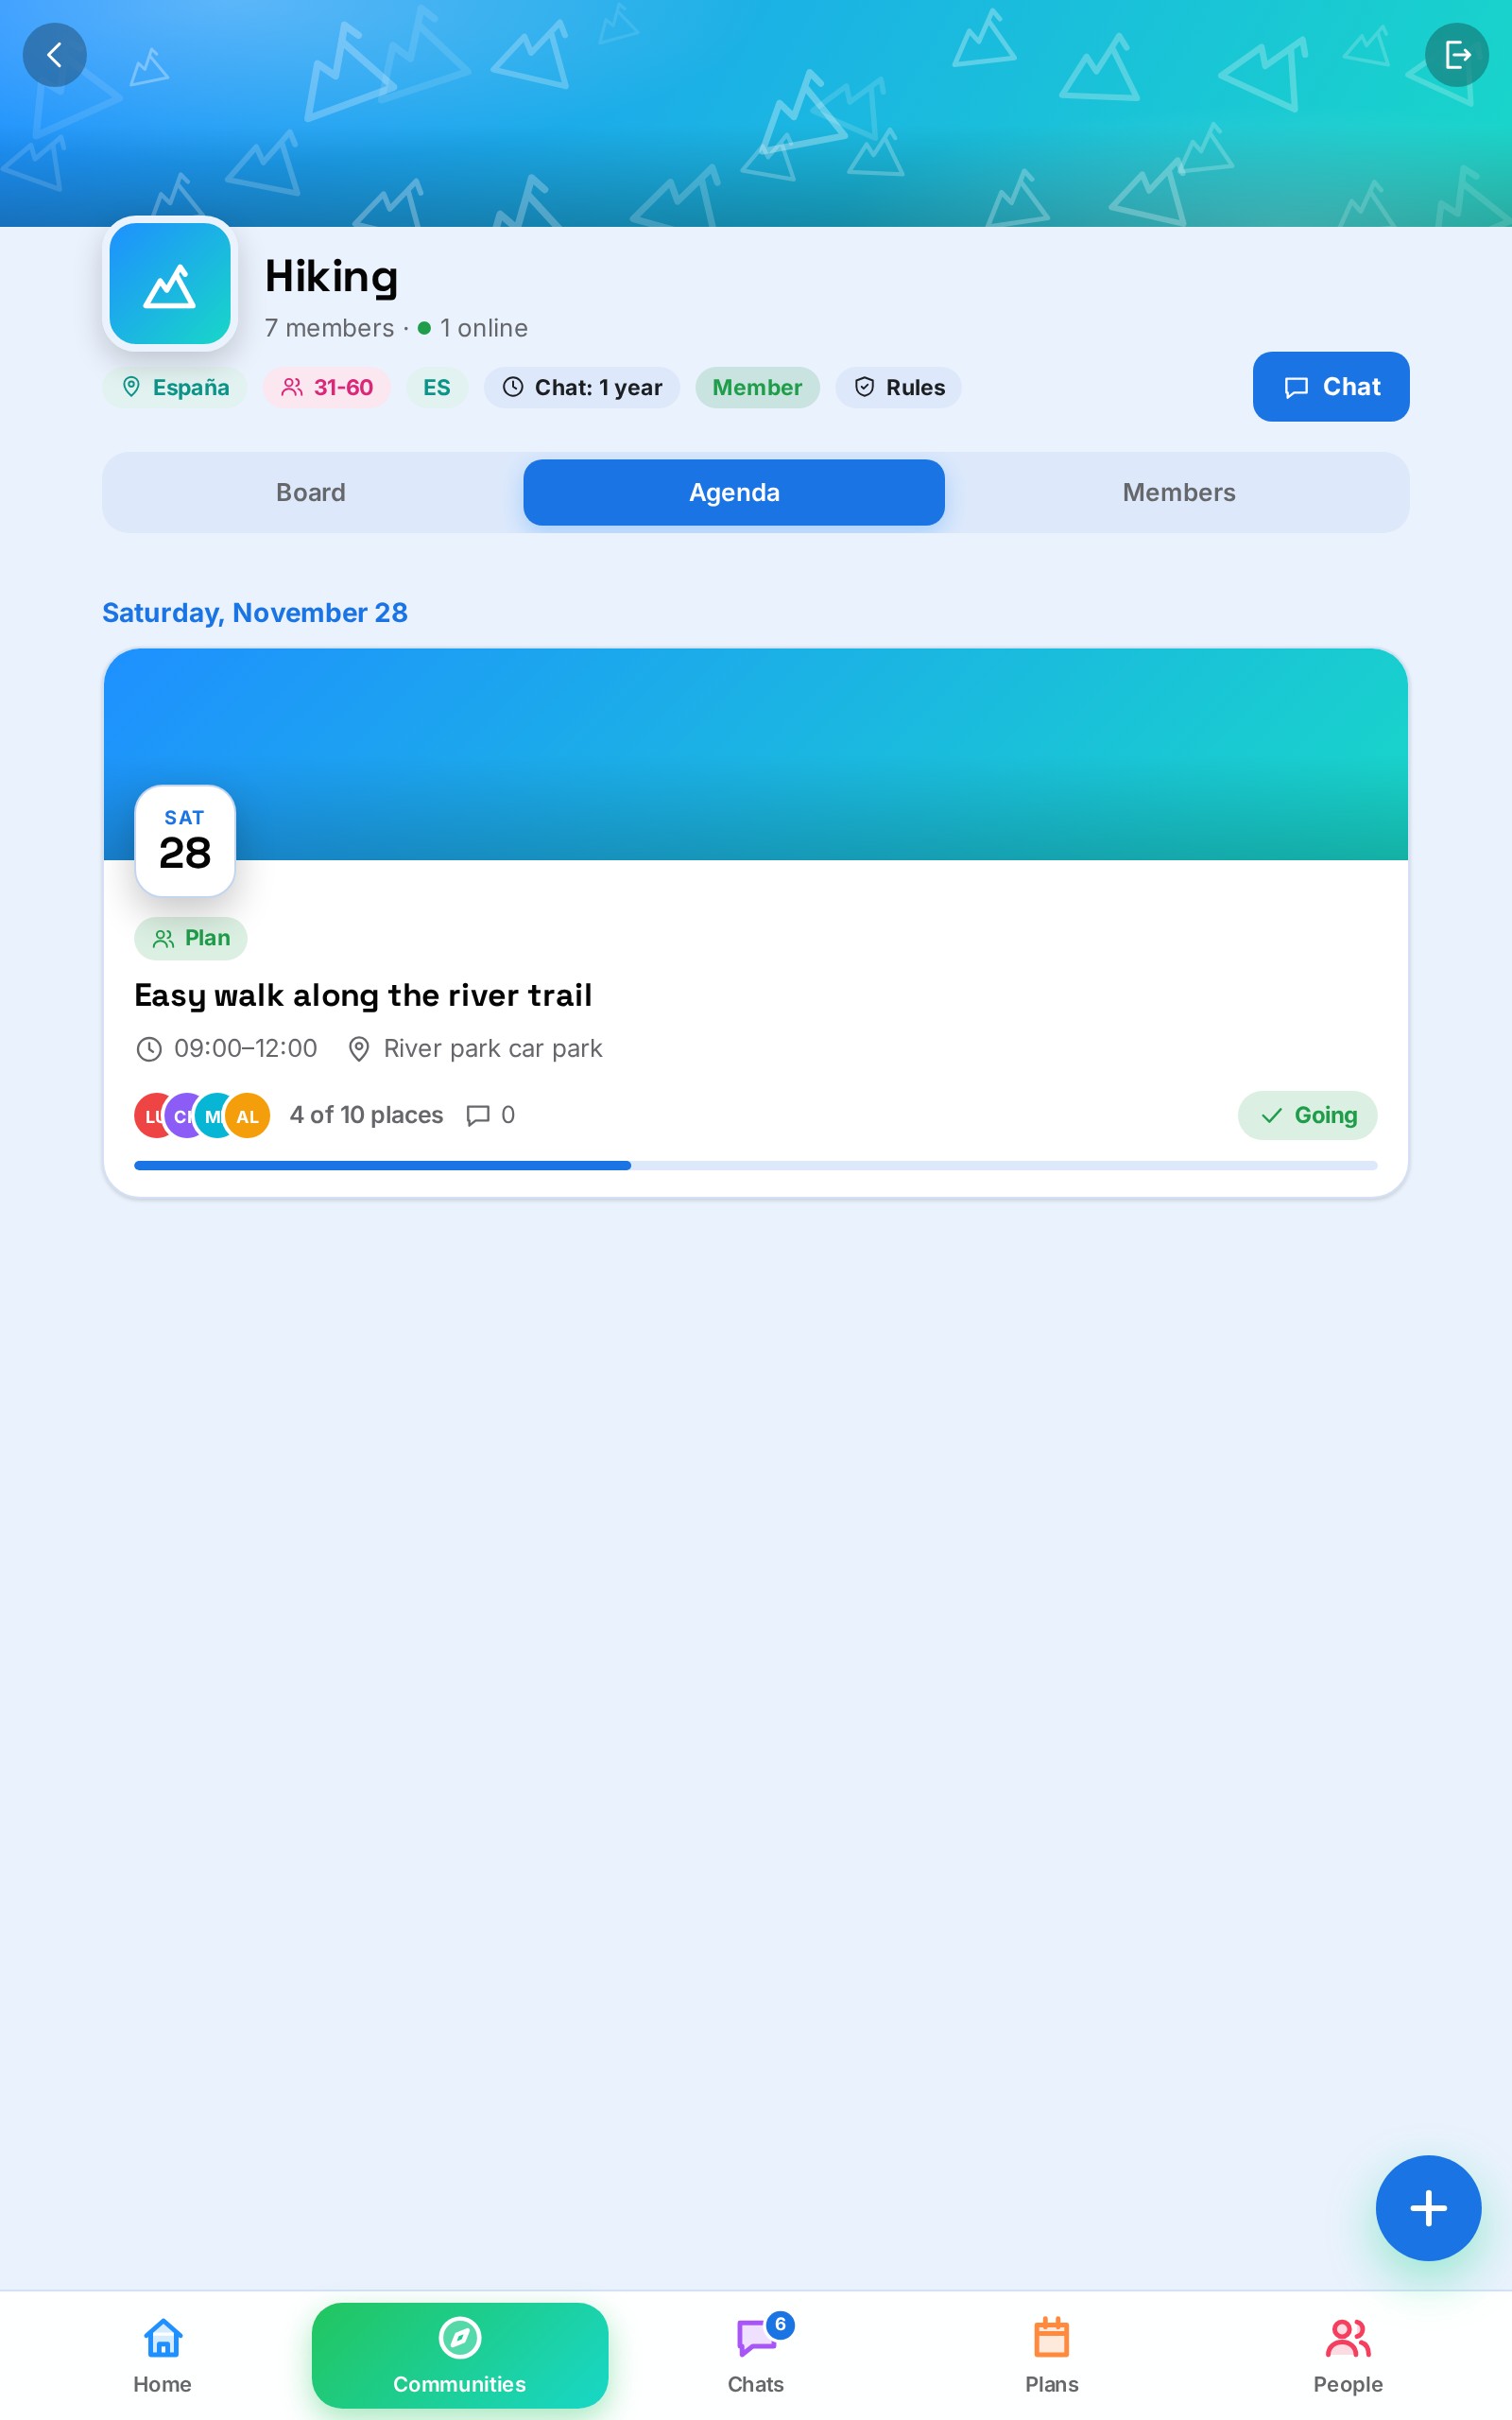 Hiking
7 members · 1 online
España 31-60 ES Chat: 1 year Member Rules
Chat
Board Agenda Members
Saturday, November 28
SAT
28
Plan
Easy walk along the river trail
09:00–12:00 River park car park
AL 4 of 10 places 0 Going
6
Home Communities Chats Plans People